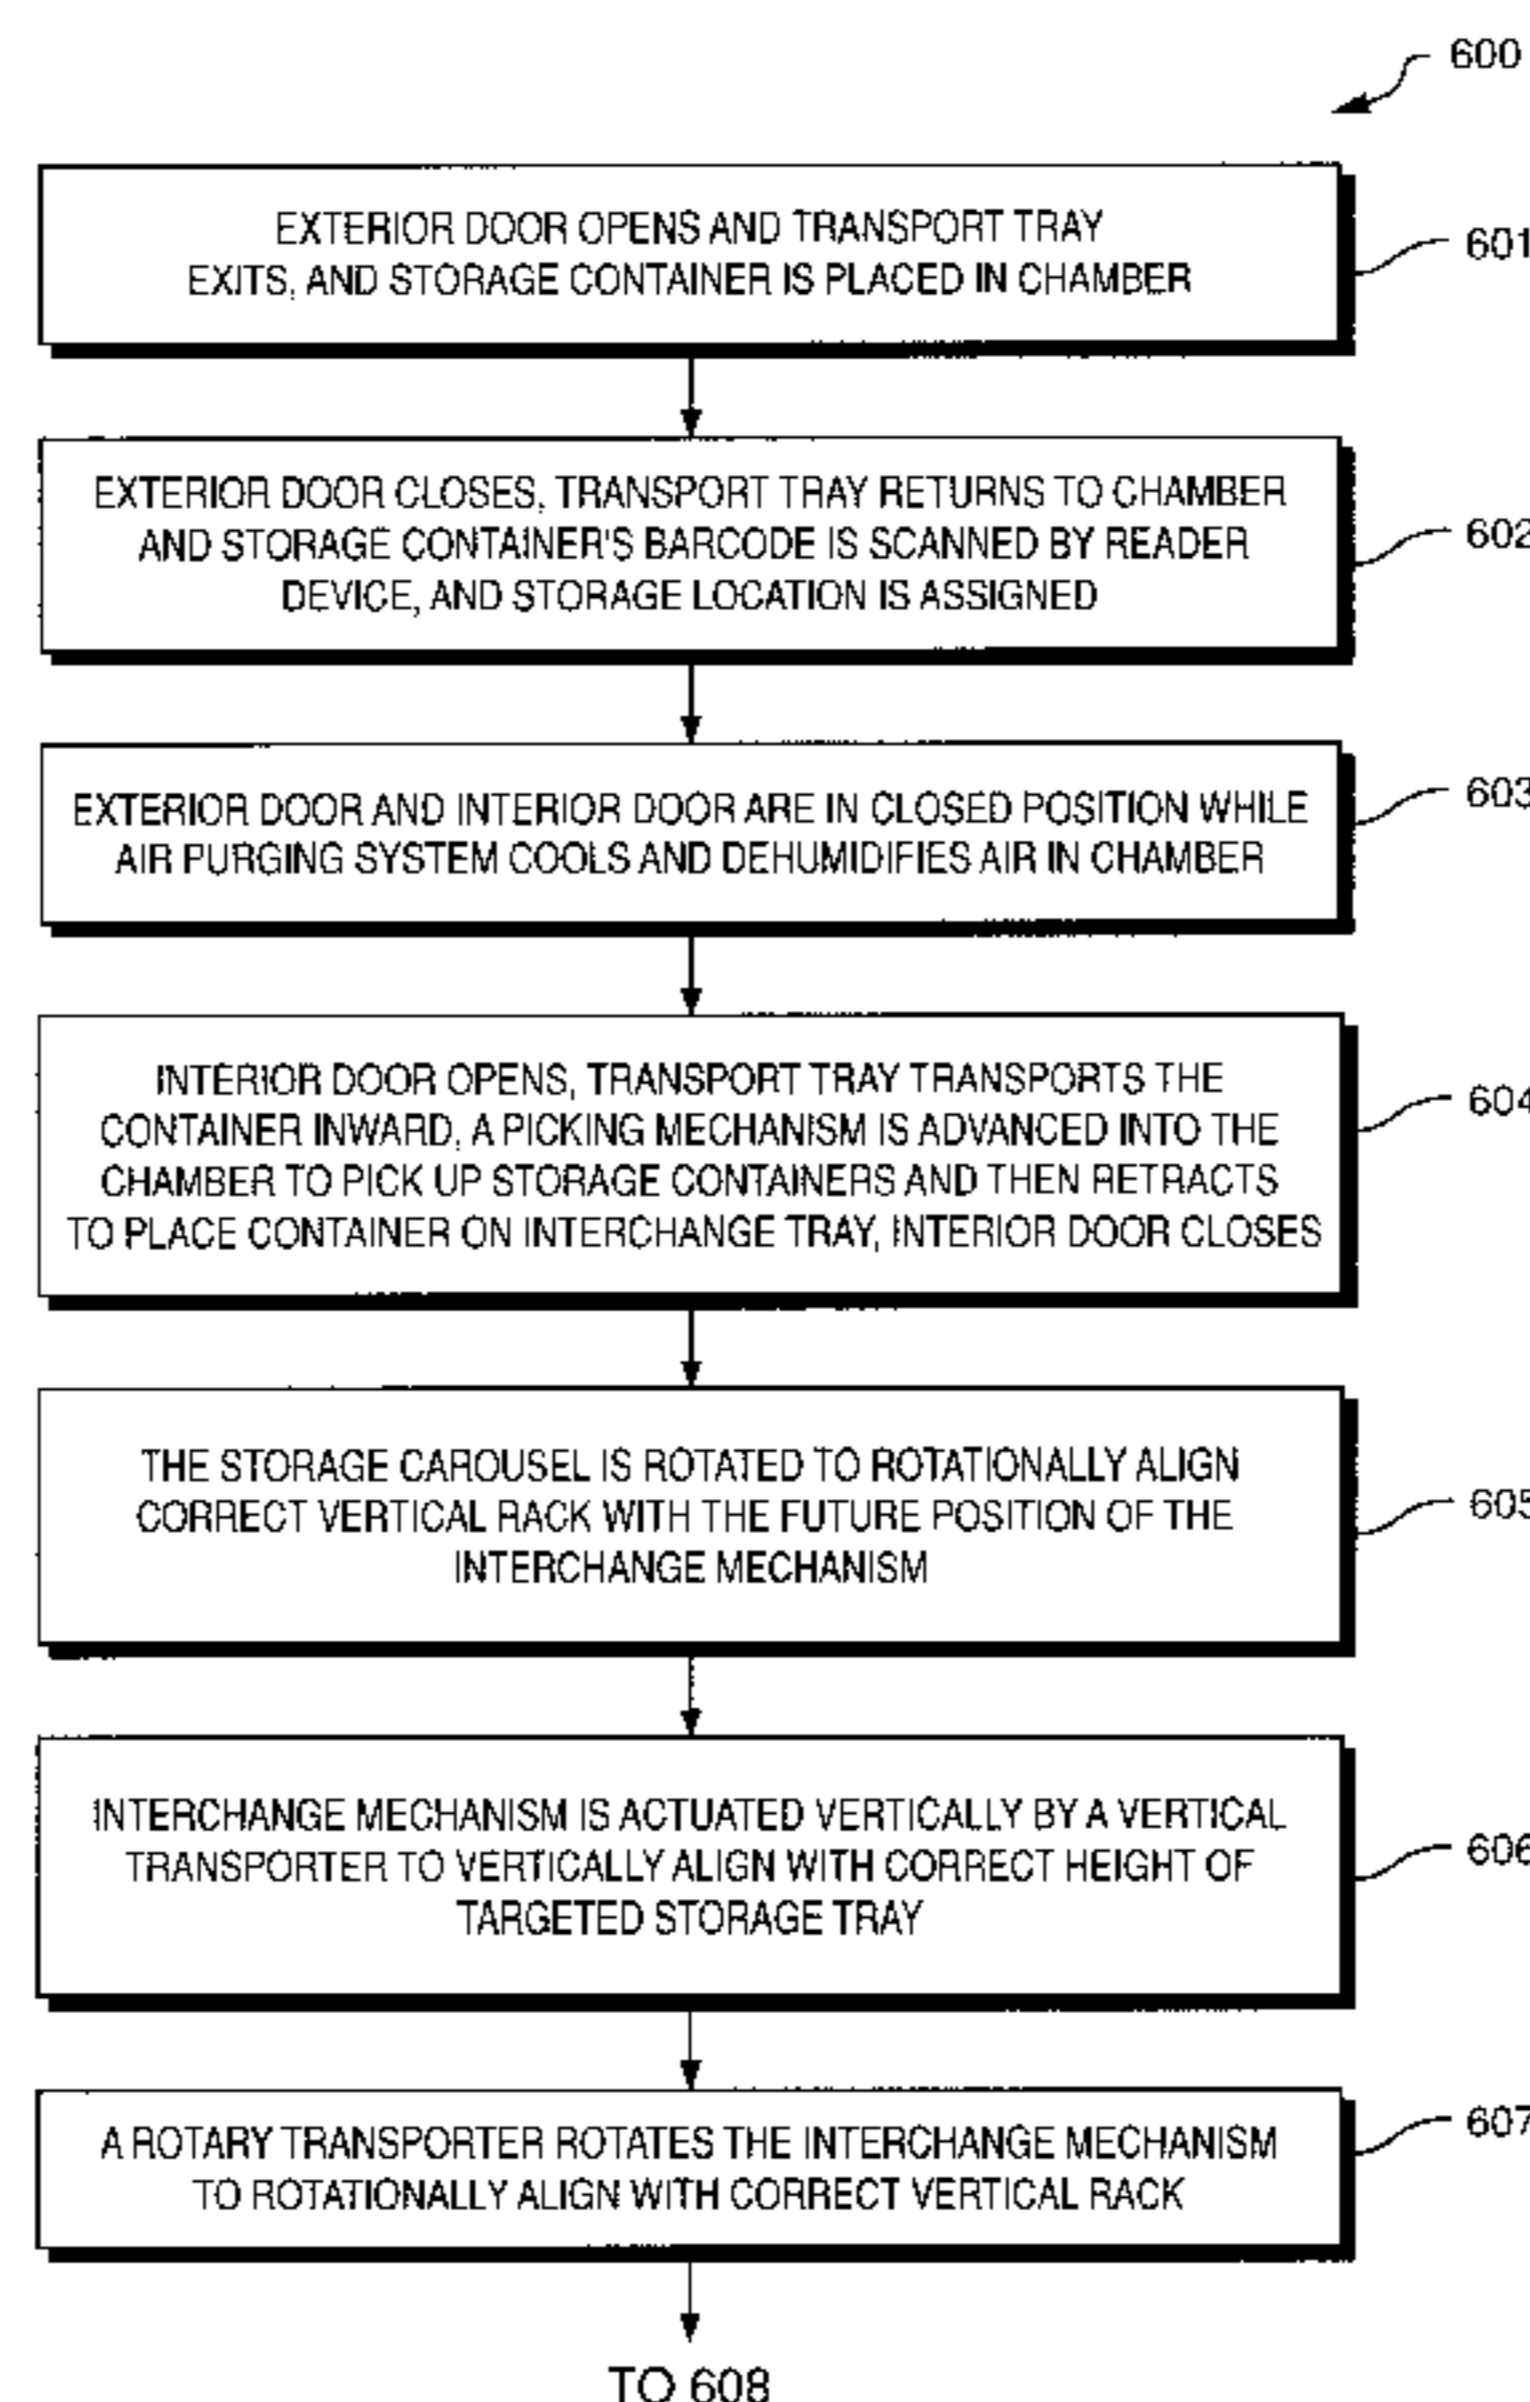 600
EXTERIOR DOOR OPENS AND TRANSPORT TRAY
EXITS, AND STORAGE CONTAINER IS PLACED IN CHAMBER
601
EXTERIOR DOOR CLOSES, TRANSPORT TRAY RETURNS TO CHAMBER
AND STORAGE CONTAINER'S BARCODE IS SCANNED BY READER
DEVICE, AND STORAGE LOCATION IS ASSIGNED
602
EXTERIOR DOOR AND INTERIOR DOOR ARE IN CLOSED POSITION WHILE
AIR PURGING SYSTEM COOLS AND DEHUMIDIFIES AIR IN CHAMBER
603
INTERIOR DOOR OPENS, TRANSPORT TRAY TRANSPORTS THE
CONTAINER INWARD, A PICKING MECHANISM IS ADVANCED INTO THE
CHAMBER TO PICK UP STORAGE CONTAINERS AND THEN RETRACTS
TO PLACE CONTAINER ON INTERCHANGE TRAY, INTERIOR DOOR CLOSES
604
THE STORAGE CAROUSEL IS ROTATED TO ROTATIONALLY ALIGN
CORRECT VERTICAL RACK WITH THE FUTURE POSITION OF THE
INTERCHANGE MECHANISM
605
INTERCHANGE MECHANISM IS ACTUATED VERTICALLY BY A VERTICAL
TRANSPORTER TO VERTICALLY ALIGN WITH CORRECT HEIGHT OF
TARGETED STORAGE TRAY
606
A ROTARY TRANSPORTER ROTATES THE INTERCHANGE MECHANISM
TO ROTATIONALLY ALIGN WITH CORRECT VERTICAL RACK
607
TO 608